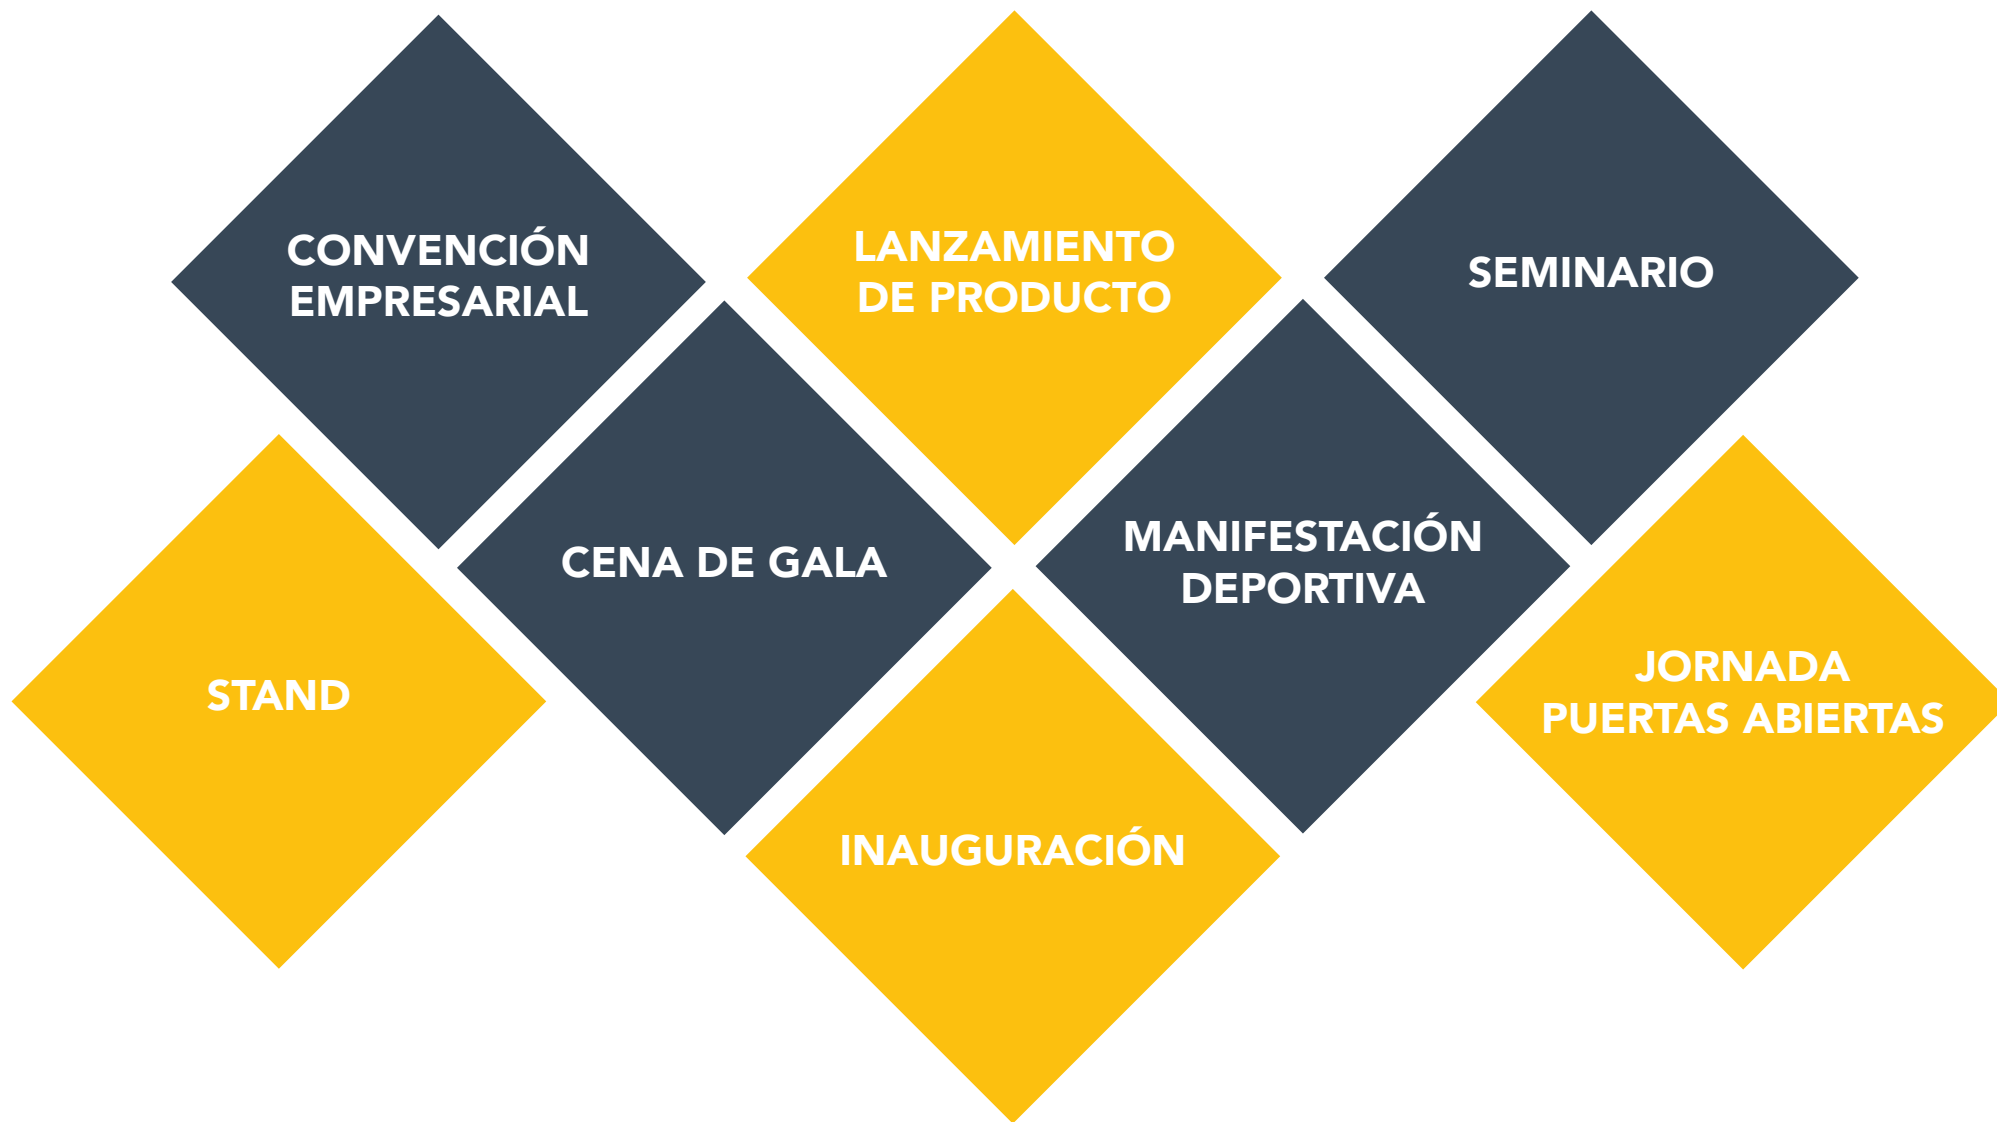 CONVENCIÓN
EMPRESARIAL
LANZAMIENTO
DE PRODUCTO
SEMINARIO
CENA DE GALA
MANIFESTACIÓN
DEPORTIVA
STAND
JORNADA
PUERTAS ABIERTAS
INAUGURACIÓN